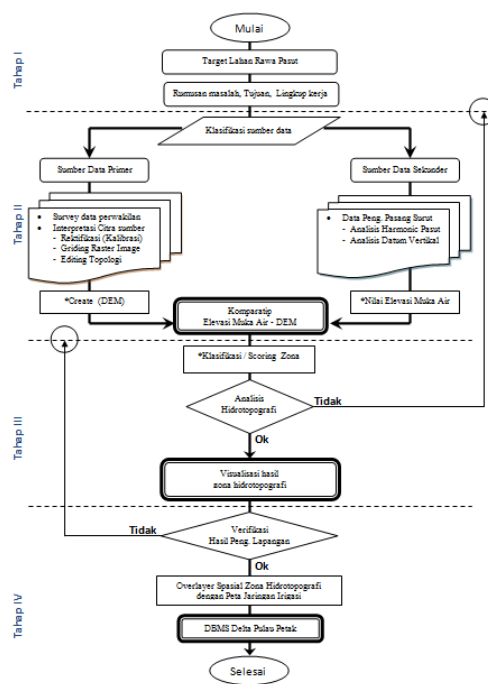 Mulai
Tahap I
Target Lahan Rawa Pasut
Rumusan masalah, Tujuan, Lingkup kerja
Klasifikasi sumber data
Tahap II
Sumber Data Primer
Sumber Data Sekunder
• Survey data perwakilan
• Interpretasi Citra sumber
- Rektifikasi (Kalibrasi)
- Griding Raster Image
- Editing Topologi
• Data Peng. Pasang Surut
- Analisis Harmonic Pasut
- Analisis Datum Vertikal
*Create (DEM)
*Nilai Elevasi Muka Air
Komparatip
Elevasi Muka Air - DEM
Tahap III
*Klasifikasi / Scoring Zona
Analisis
Hidrotopografi
Tidak
Ok
Visualisasi hasil
zona hidrotopografi
Tidak
Verifikasi
Hasil Peng. Lapangan
Ok
Tahap IV
Overlayer Spasial Zona Hidrotopografi
dengan Peta Jaringan Irigasi
DBMS Delta Pulau Petak
Selesai